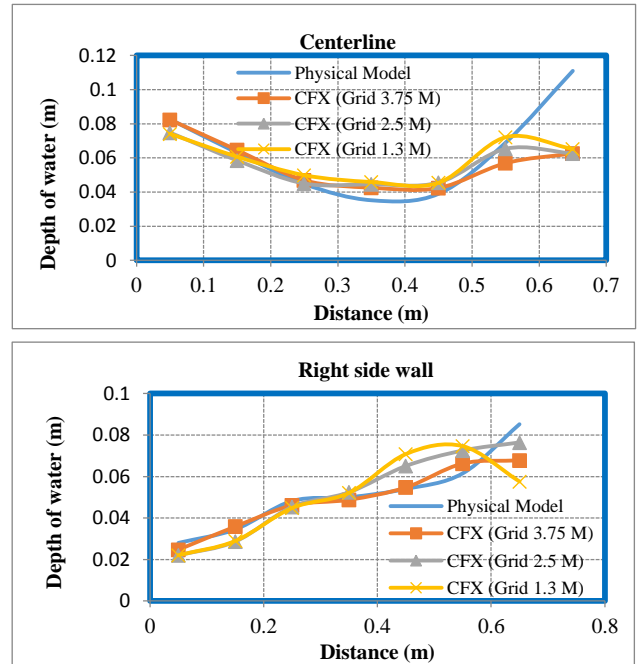 Centerline
Depth of water (m)
0.12
0.1
0.08
0.06
0.04
0.02
0
Physical Model
CFX (Grid 3.75 M)
CFX (Grid 2.5 M)
CFX (Grid 1.3 M)
0 0.1 0.2 0.3 0.4 0.5 0.6 0.7
Distance (m)
Right side wall
Depth of water (m)
0.1
0.08
0.06
0.04
0.02
0
Physical Model
CFX (Grid 3.75 M)
CFX (Grid 2.5 M)
CFX (Grid 1.3 M)
0 0.2 0.4 0.6 0.8
Distance (m)